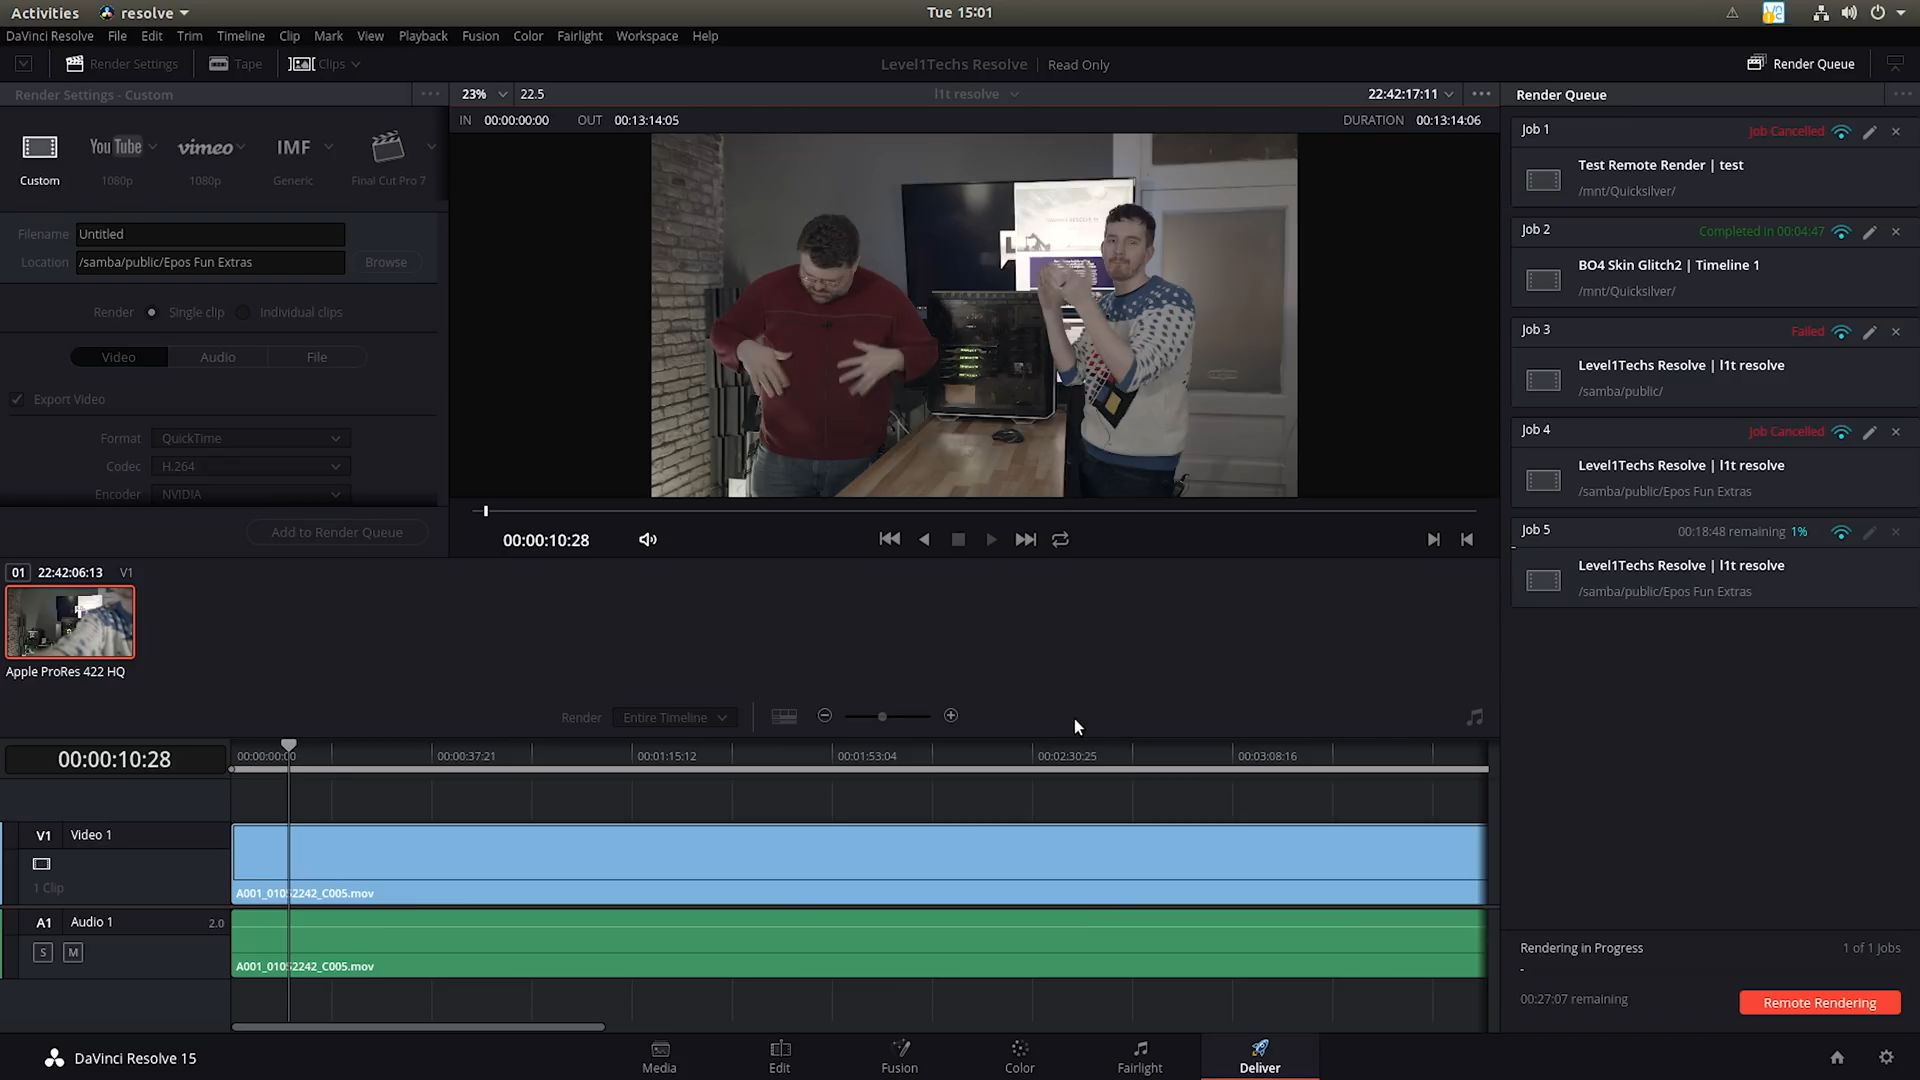 Activities
resolve
Tue 15:01
DaVinci Resolve File Edit Trim Timeline Clip Mark View Playback Fusion Color Fairlight Workspace Help
Render Settings Tape Clips
Level1Techs Resolve Read Only
Render Queue
Render Settings - Custom
23% 22.5
l1t resolve
22:42:17:11
Render Queue
IN 00:00:00:00 OUT 00:13:14:05
DURATION 00:13:14:06
YouTube vimeo IMF
Custom 1080p 1080p Generic Final Cut Pro 7
Filename Untitled
Location /samba/public/Epos Fun Extras Browse
Render Single clip Individual clips
Video Audio File
Export Video
Format QuickTime
Codec H.264
Encoder NVIDIA
Add to Render Queue
00:00:10:28
Job 1 Job Cancelled
Test Remote Render | test
/mnt/Quicksilver/
Job 2 Completed in 00:04:47
BO4 Skin Glitch2 | Timeline 1
/mnt/Quicksilver/
Job 3 Failed
Level1Techs Resolve | l1t resolve
/samba/public/
Job 4 Job Cancelled
Level1Techs Resolve | l1t resolve
/samba/public/Epos Fun Extras
Job 5 00:18:48 remaining 1%
Level1Techs Resolve | l1t resolve
/samba/public/Epos Fun Extras
01 22:42:06:13 V1
Apple ProRes 422 HQ
Render Entire Timeline
00:00:10:28
00:00:00:00 00:00:37:21 00:01:15:12 00:01:53:04 00:02:30:25 00:03:08:16
V1 Video 1
1 Clip
A001_01052242_C005.mov
A1 Audio 1 2.0
S M
A001_01052242_C005.mov
Rendering in Progress 1 of 1 Jobs
-
00:27:07 remaining
Remote Rendering
DaVinci Resolve 15
Media Edit Fusion Color Fairlight Deliver